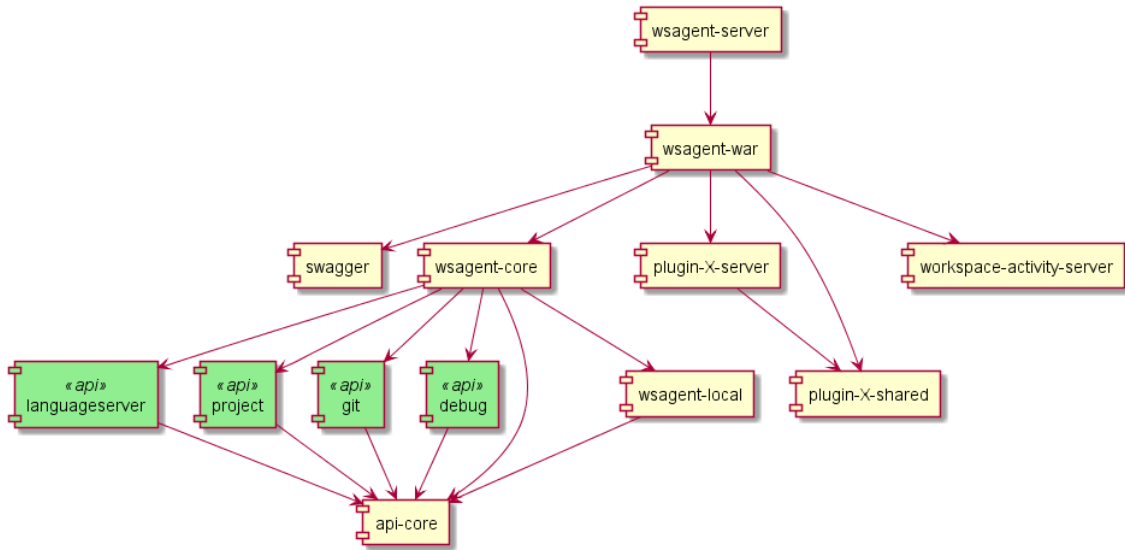 wsagent-server
wsagent-war
swagger
wsagent-core
plugin-X-server
workspace-activity-server
«api»
languageserver
«api»
project
«api»
git
«api»
debug
wsagent-local
plugin-X-shared
api-core